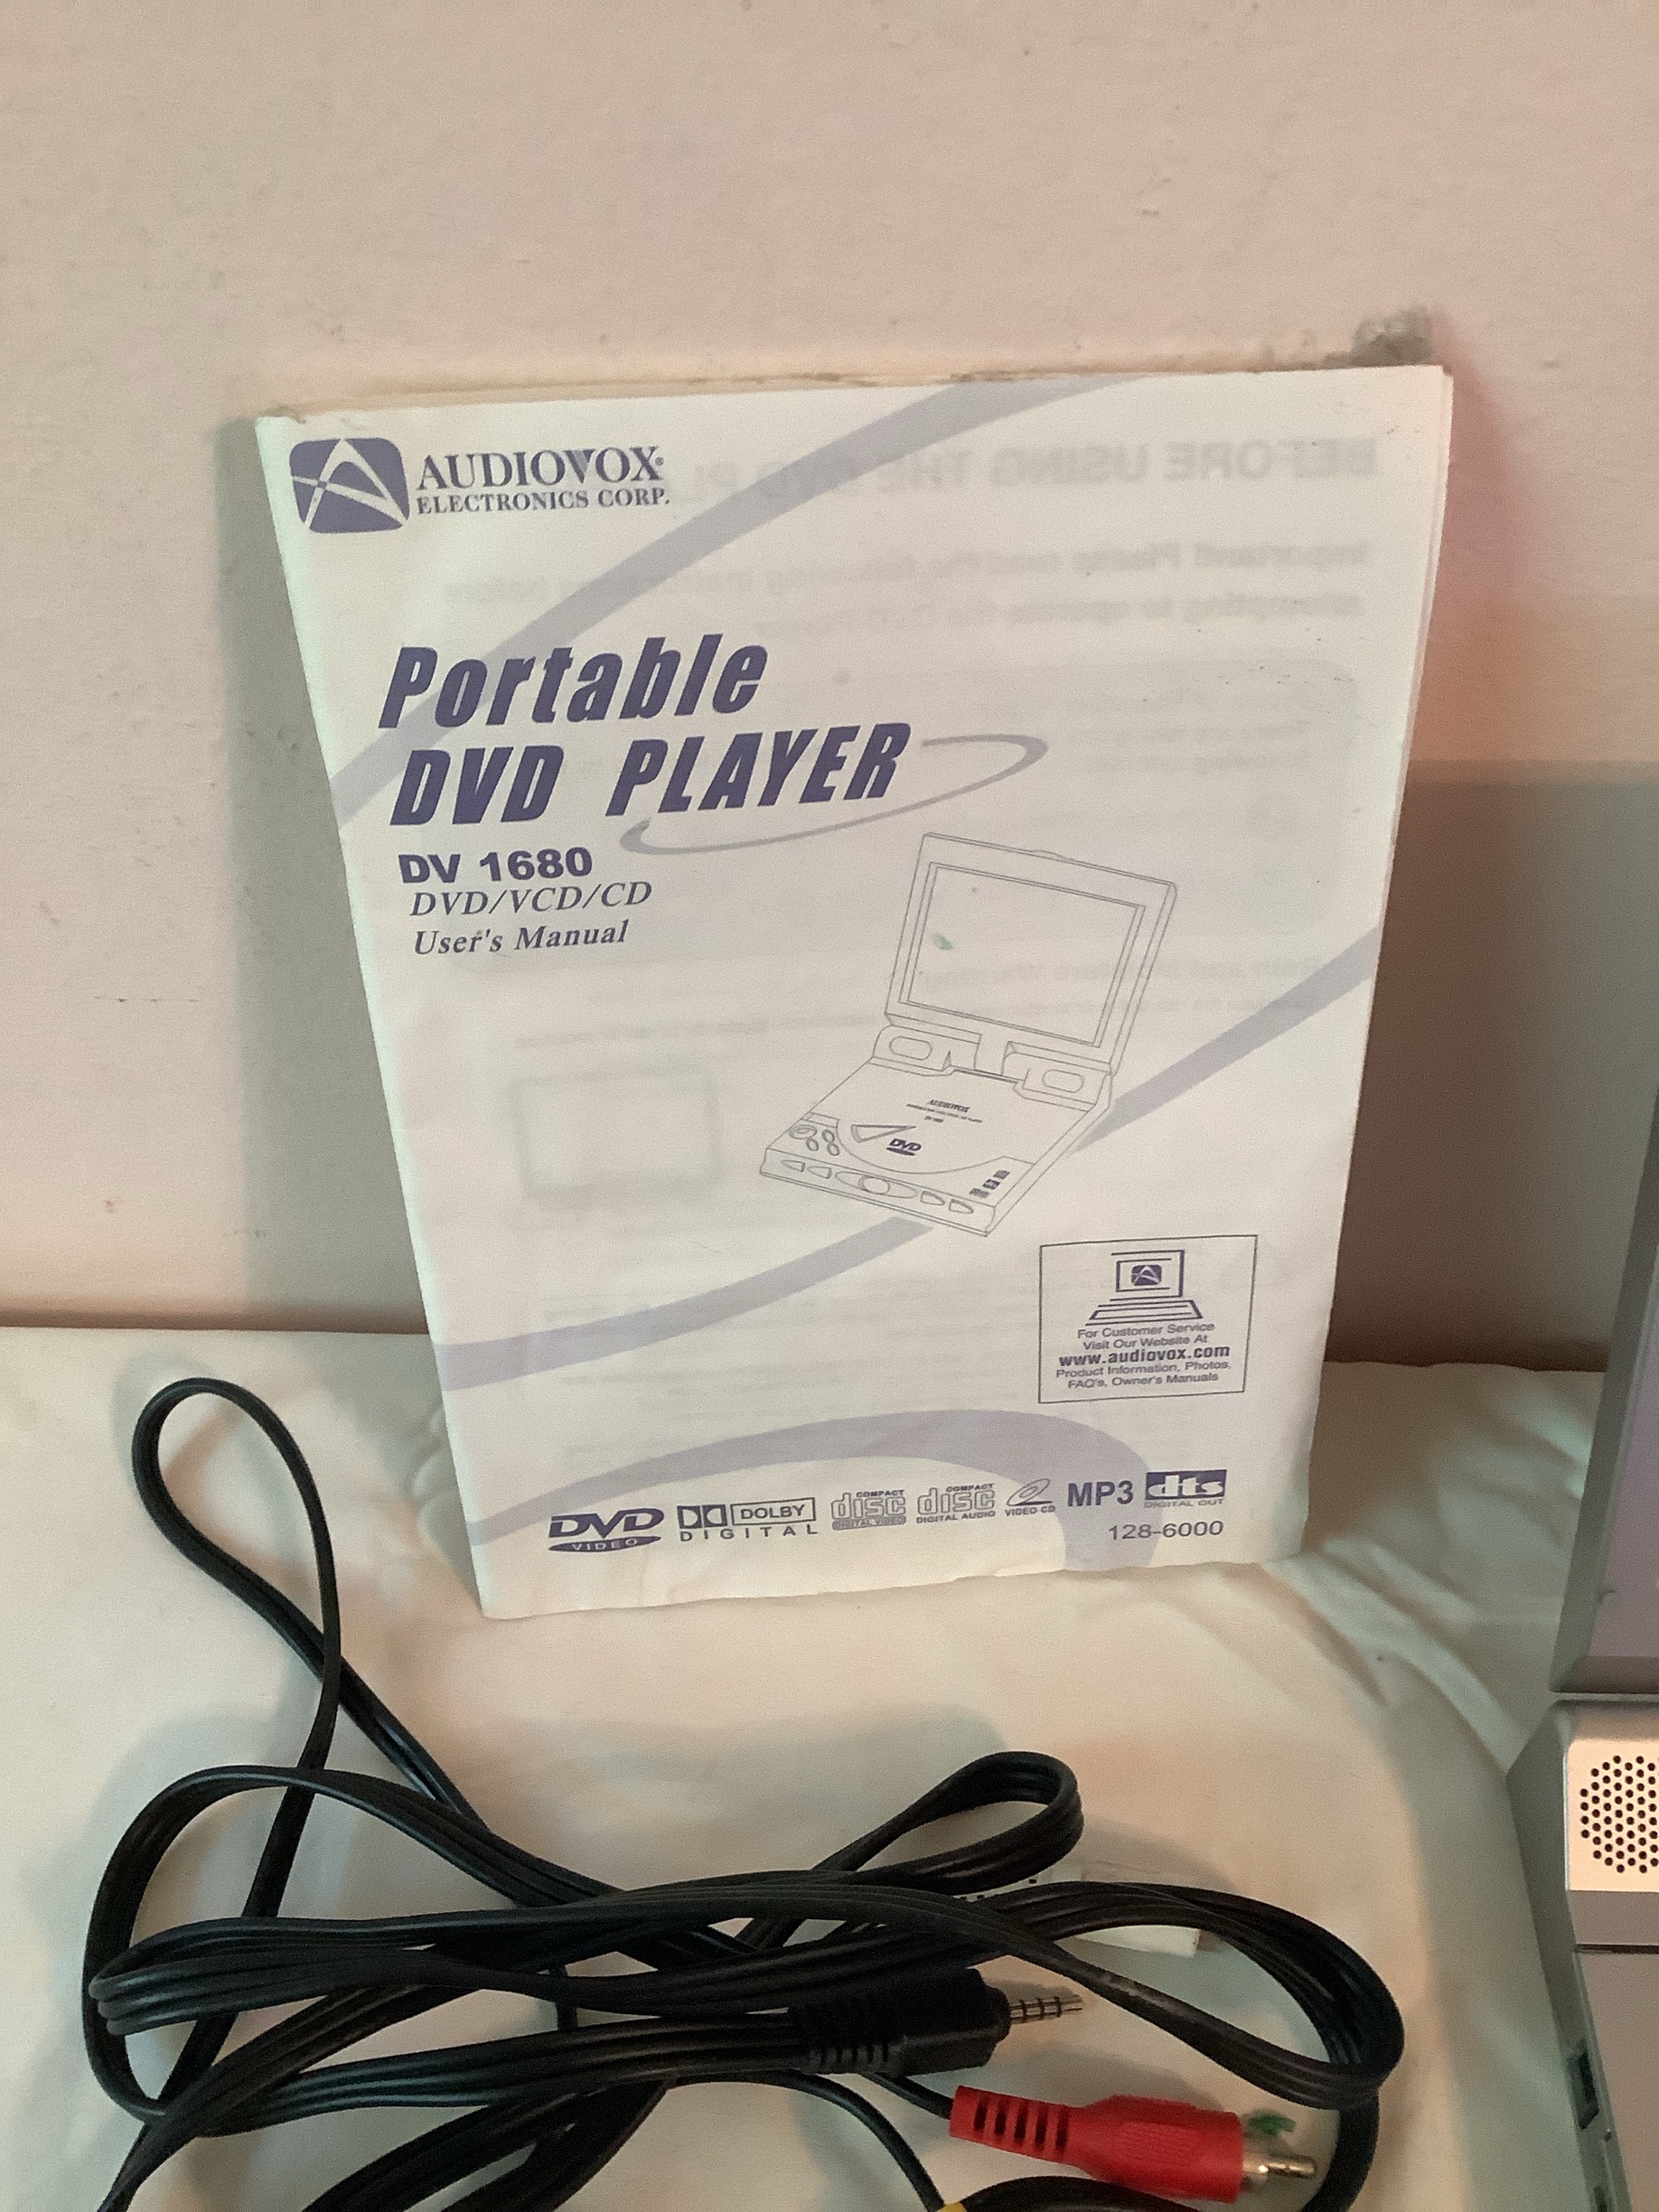 AUDIOVOX
ELECTRONICS CORP.
Portable
DVD PLAYER
DV 1680
DVD/VCD/CD
User's Manual
AUDIOVOX
DVD
For Customer Service
Visit Our Website At
www.audiovox.com
Product Information, Photos,
FAQ's, Owner's Manuals
DVD VIDEO
DOLBY DIGITAL
COMPACT disc DIGITAL VIDEO
COMPACT disc DIGITAL AUDIO
VIDEO CD
MP3
dts DIGITAL OUT
128-6000